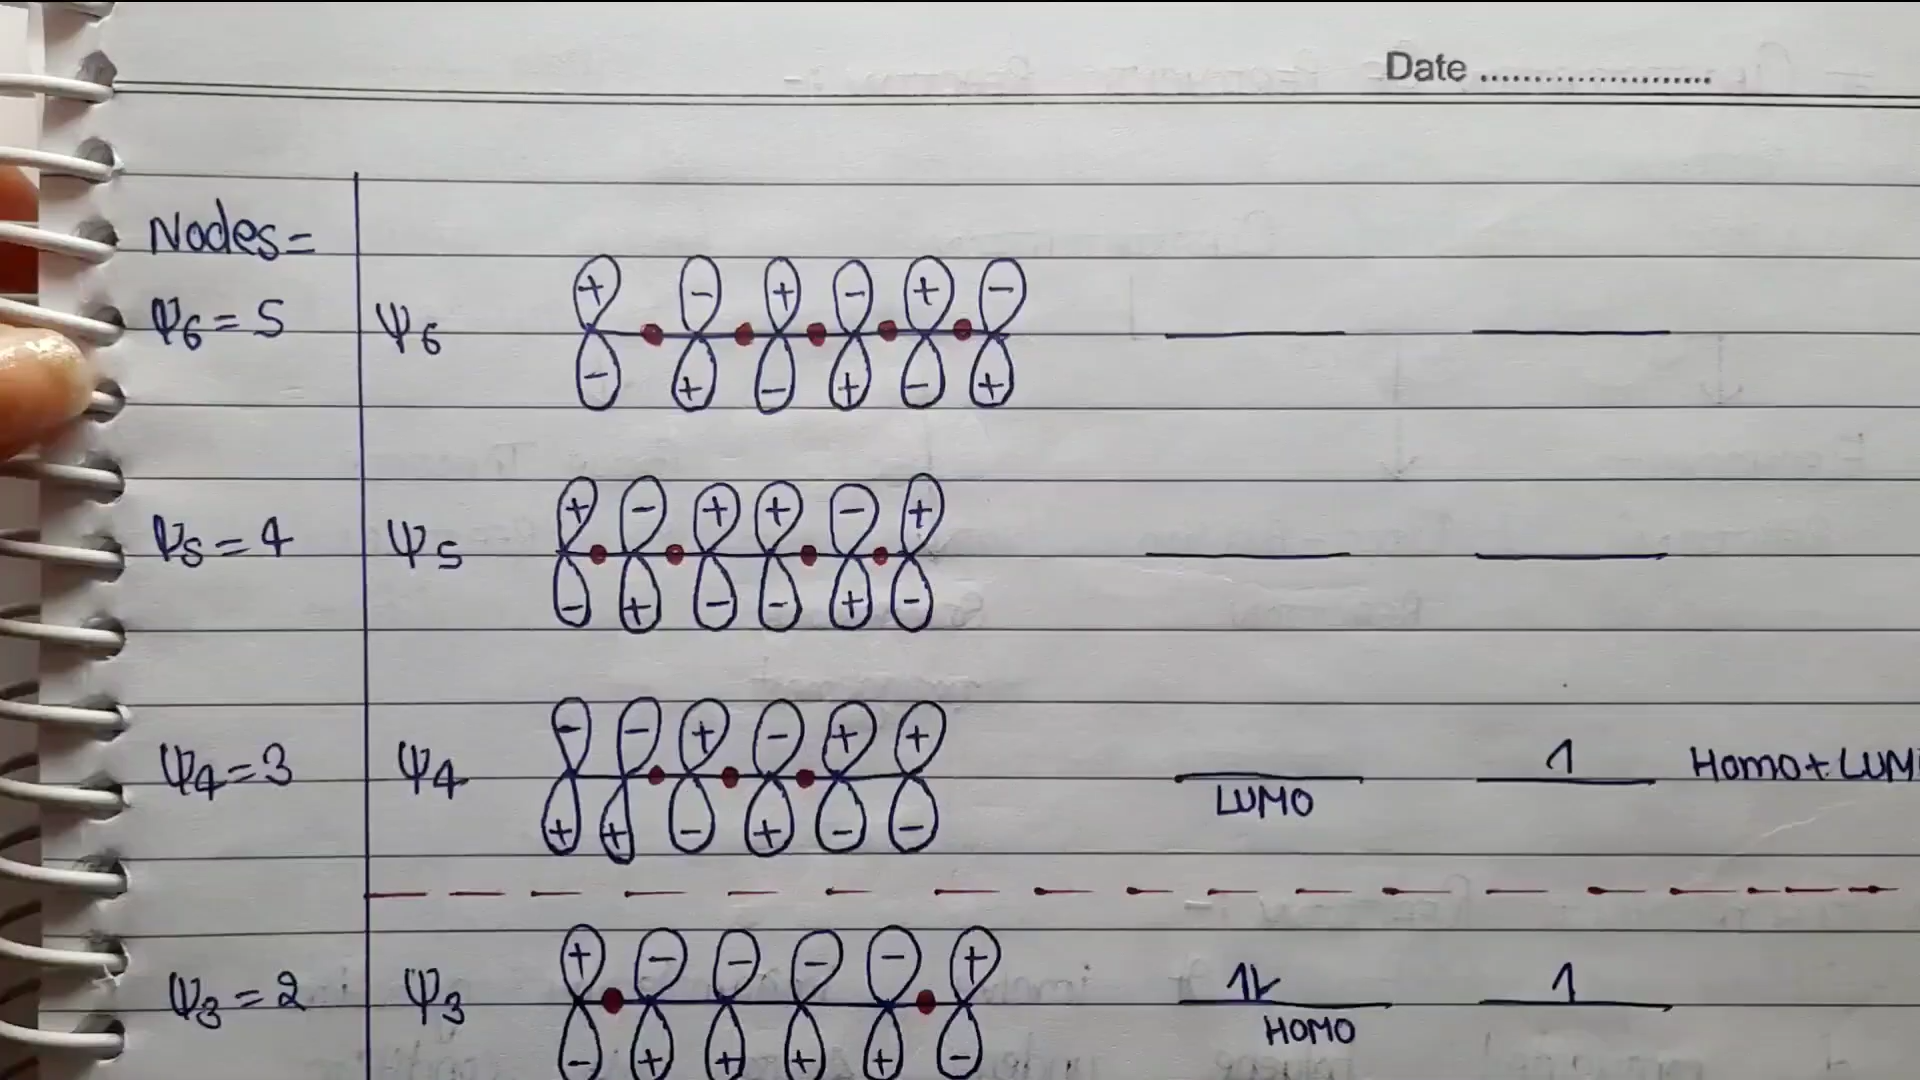 Date ......................
Nodes =
ψ6 = 5 ψ6 + - + - + -
- + - + - +
ψ5 = 4 ψ5 + - + + - +
- + - - + -
ψ4 = 3 ψ4 - - + - + + 1 Homo + LUM
+ + - + - - LUMO
ψ3 = 2 ψ3 + - - - - + 1L 1
- + + + + - HOMO